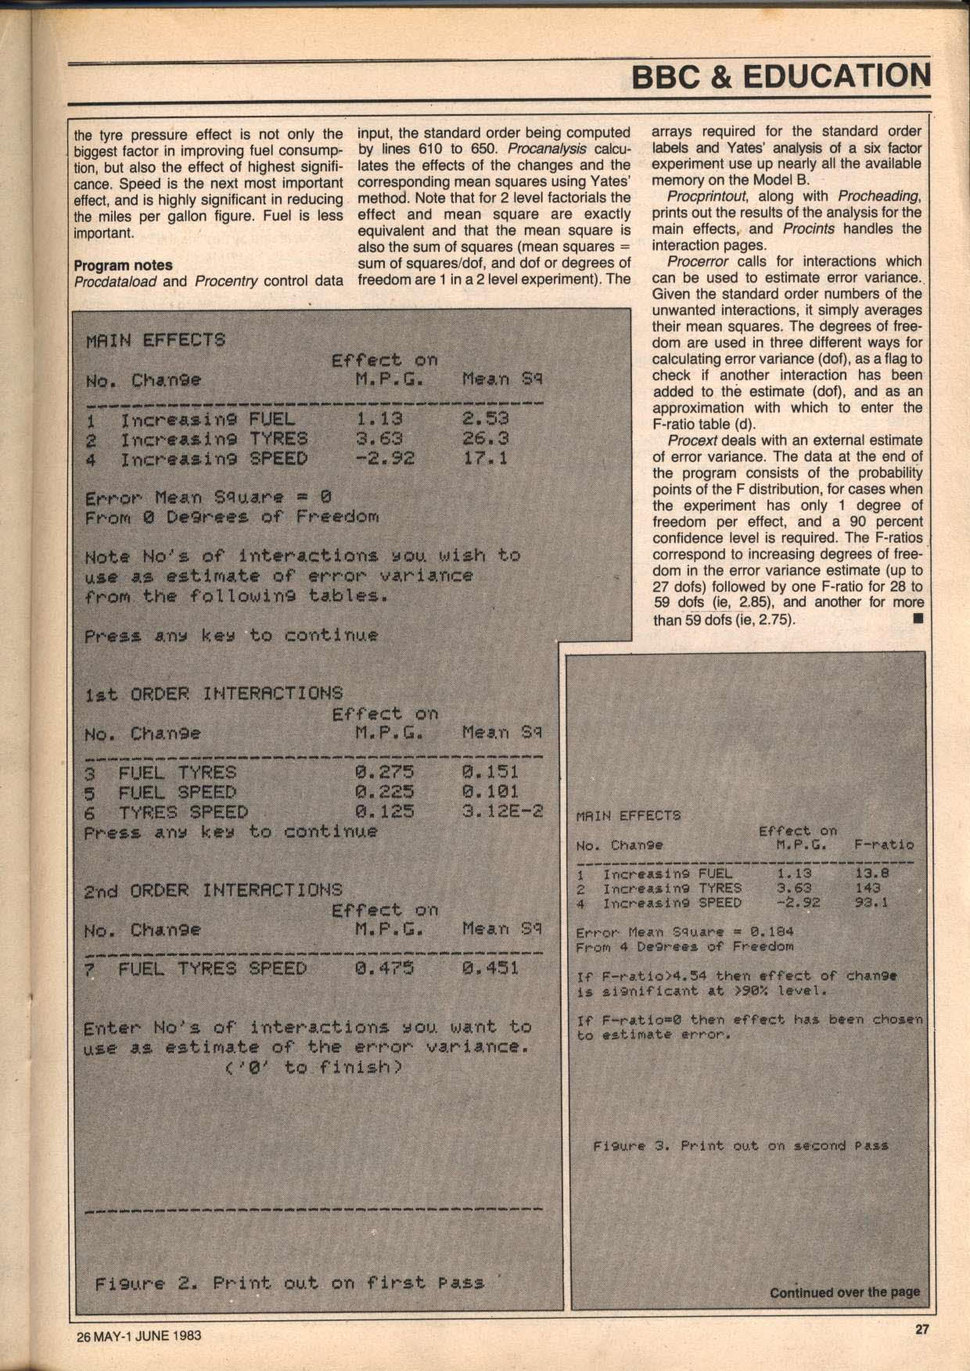 BBC & EDUCATION
the tyre pressure effect is not only the
biggest factor in improving fuel consump-
tion, but also the effect of highest signifi-
cance. Speed is the next most important
effect, and is highly significant in reducing
the miles per gallon figure. Fuel is less
important.
Program notes
Procdataload and Procentry control data
input, the standard order being computed
by lines 610 to 650. Procanalysis calcu-
lates the effects of the changes and the
corresponding mean squares using Yates'
method. Note that for 2 level factorials the
effect and mean square are exactly
equivalent and that the mean square is
also the sum of squares (mean squares =
sum of squares/dof, and dof or degrees of
freedom are 1 in a 2 level experiment). The
arrays required for the standard order
labels and Yates' analysis of a six factor
experiment use up nearly all the available
memory on the Model B.
Procprintout, along with Procheading,
prints out the results of the analysis for the
main effects, and Procints handles the
interaction pages.
Procerror calls for interactions which
can be used to estimate error variance.
Given the standard order numbers of the
unwanted interactions, it simply averages
their mean squares. The degrees of free-
dom are used in three different ways for
calculating error variance (dof), as a flag to
check if another interaction has been
added to the estimate (dof), and as an
approximation with which to enter the
F-ratio table (d).
Procext deals with an external estimate
of error variance. The data at the end of
the program consists of the probability
points of the F distribution, for cases when
the experiment has only 1 degree of
freedom per effect, and a 90 percent
confidence level is required. The F-ratios
correspond to increasing degrees of free-
dom in the error variance estimate (up to
27 dofs) followed by one F-ratio for 28 to
59 dofs (ie, 2.85), and another for more
than 59 dofs (ie, 2.75). ■
MAIN EFFECTS
Effect on
No. Change M.P.G. Mean Sq
1 Increasing FUEL 1.13 2.53
2 Increasing TYRES 3.63 26.3
4 Increasing SPEED -2.92 17.1
Error Mean Square = 0
From 0 Degrees of Freedom
Note No's of interactions you wish to
use as estimate of error variance
from the following tables.
Press any key to continue
1st ORDER INTERACTIONS
Effect on
No. Change M.P.G. Mean Sq
3 FUEL TYRES 0.275 0.151
5 FUEL SPEED 0.225 0.101
6 TYRES SPEED 0.125 3.12E-2
Press any key to continue
2nd ORDER INTERACTIONS
Effect on
No. Change M.P.G. Mean Sq
7 FUEL TYRES SPEED 0.475 0.451
Enter No's of interactions you want to
use as estimate of the error variance.
('0' to finish)
Figure 2. Print out on first pass
MAIN EFFECTS
Effect on
No. Change M.P.G. F-ratio
1 Increasing FUEL 1.13 13.8
2 Increasing TYRES 3.63 143
4 Increasing SPEED -2.92 93.1
Error Mean Square = 0.184
From 4 Degrees of Freedom
If F-ratio>4.54 then effect of change
is significant at >90% level.
If F-ratio=0 then effect has been chosen
to estimate error.
Figure 3. Print out on second pass
Continued over the page
26 MAY-1 JUNE 1983
27